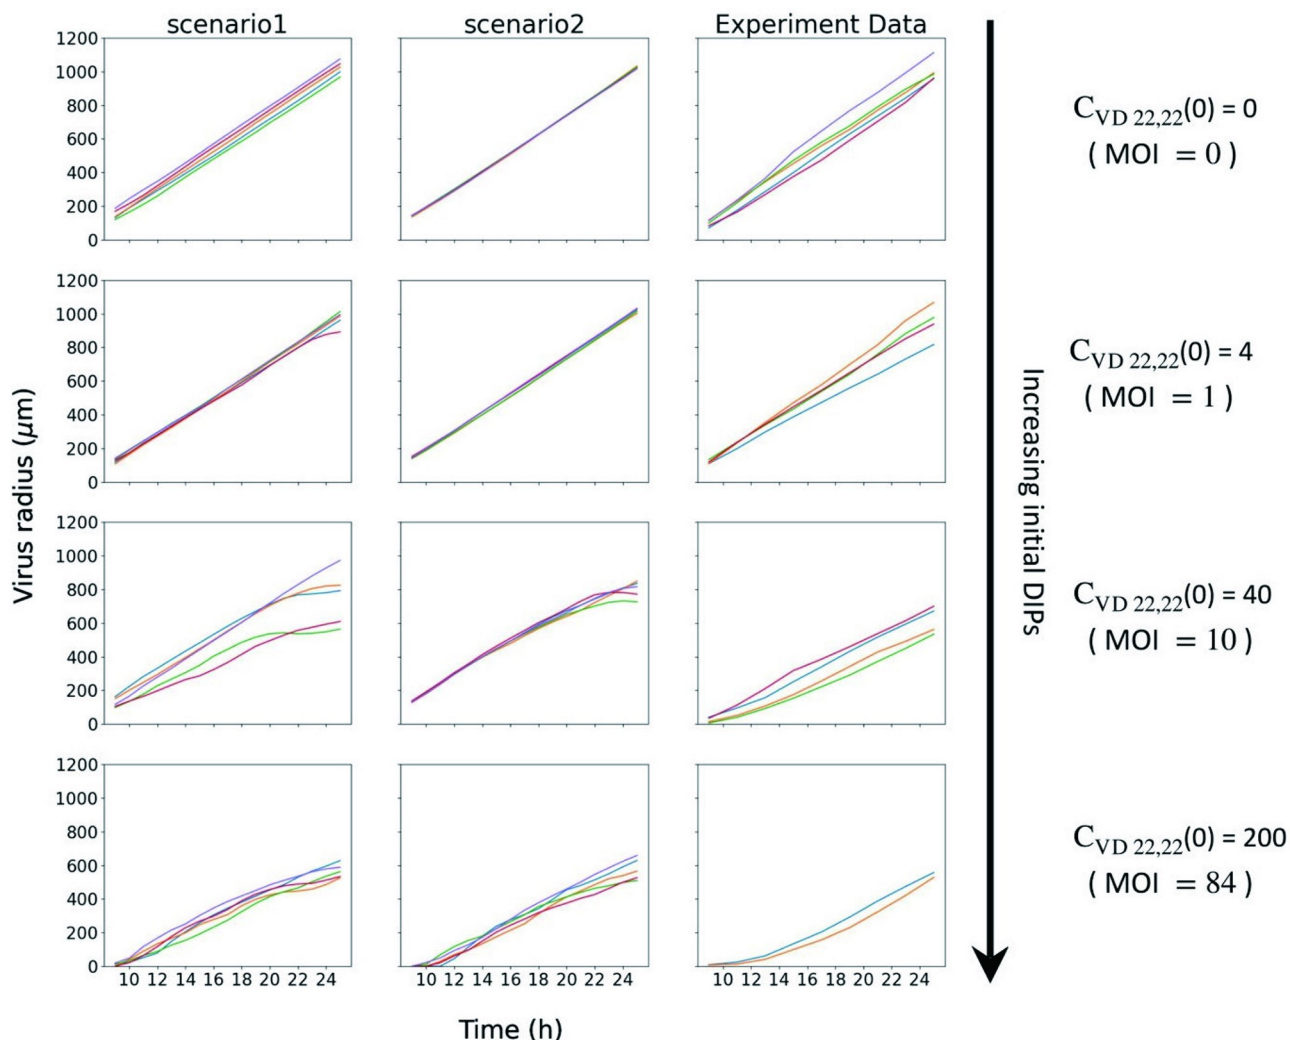 scenario1 scenario2 Experiment Data
1200
1000
800
600
400
200
0
C_VD 22,22(0) = 0
( MOI = 0 )
1200
1000
800
600
400
200
0
C_VD 22,22(0) = 4
( MOI = 1 )
1200
1000
800
600
400
200
0
C_VD 22,22(0) = 40
( MOI = 10 )
1200
1000
800
600
400
200
0
C_VD 22,22(0) = 200
( MOI = 84 )
10 12 14 16 18 20 22 24 10 12 14 16 18 20 22 24 10 12 14 16 18 20 22 24
Virus radius (μm)
Time (h)
Increasing initial DIPs